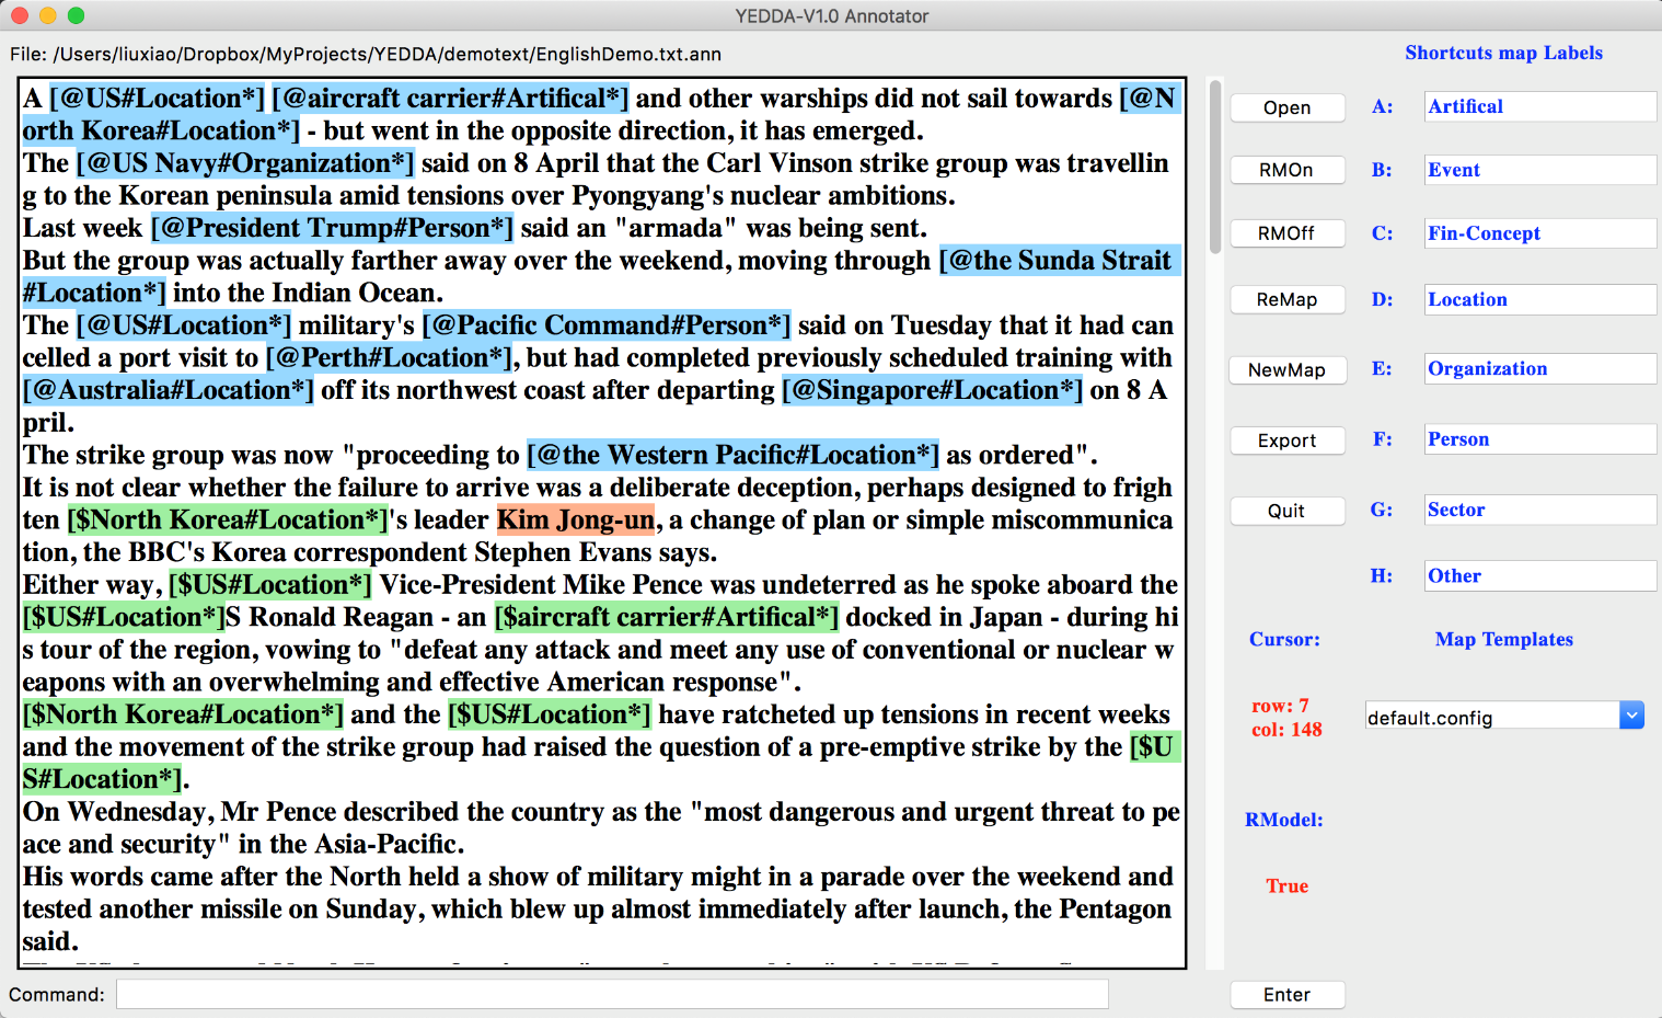 YEDDA-V1.0 Annotator
File: /Users/liuxiao/Dropbox/MyProjects/YEDDA/demotext/EnglishDemo.txt.ann
Shortcuts map Labels
A [@US#Location*] [@aircraft carrier#Artifical*] and other warships did not sail towards [@N
orth Korea#Location*] - but went in the opposite direction, it has emerged.
The [@US Navy#Organization*] said on 8 April that the Carl Vinson strike group was travellin
g to the Korean peninsula amid tensions over Pyongyang's nuclear ambitions.
Last week [@President Trump#Person*] said an "armada" was being sent.
But the group was actually farther away over the weekend, moving through [@the Sunda Strait
#Location*] into the Indian Ocean.
The [@US#Location*] military's [@Pacific Command#Person*] said on Tuesday that it had can
celled a port visit to [@Perth#Location*], but had completed previously scheduled training with
[@Australia#Location*] off its northwest coast after departing [@Singapore#Location*] on 8 A
pril.
The strike group was now "proceeding to [@the Western Pacific#Location*] as ordered".
It is not clear whether the failure to arrive was a deliberate deception, perhaps designed to frigh
ten [$North Korea#Location*]'s leader Kim Jong-un, a change of plan or simple miscommunica
tion, the BBC's Korea correspondent Stephen Evans says.
Either way, [$US#Location*] Vice-President Mike Pence was undeterred as he spoke aboard the
[$US#Location*]S Ronald Reagan - an [$aircraft carrier#Artifical*] docked in Japan - during hi
s tour of the region, vowing to "defeat any attack and meet any use of conventional or nuclear w
eapons with an overwhelming and effective American response".
[$North Korea#Location*] and the [$US#Location*] have ratcheted up tensions in recent weeks
and the movement of the strike group had raised the question of a pre-emptive strike by the [$U
S#Location*].
On Wednesday, Mr Pence described the country as the "most dangerous and urgent threat to pe
ace and security" in the Asia-Pacific.
His words came after the North held a show of military might in a parade over the weekend and
tested another missile on Sunday, which blew up almost immediately after launch, the Pentagon
said.
Open
RMOn
RMOff
ReMap
NewMap
Export
Quit
A: Artifical
B: Event
C: Fin-Concept
D: Location
E: Organization
F: Person
G: Sector
H: Other
Cursor:
row: 7
col: 148
Map Templates
default.config
RModel:
True
Command:
Enter